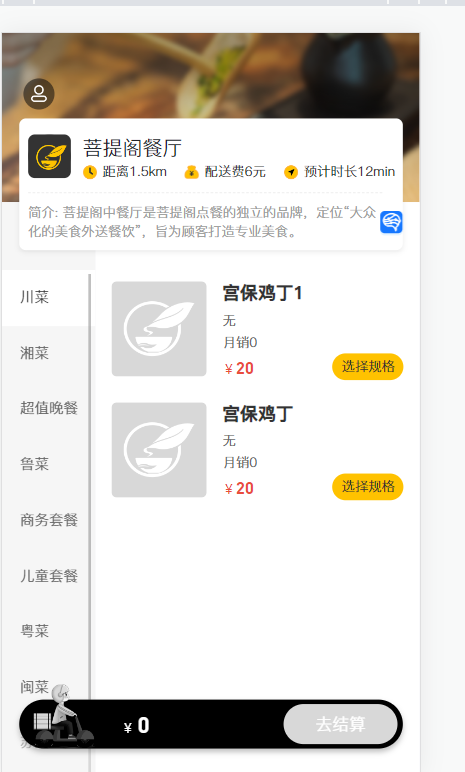 菩提阁餐厅
距离1.5km 配送费6元 预计时长12min
简介: 菩提阁中餐厅是菩提阁点餐的独立的品牌，定位“大众
化的美食外送餐饮”，旨为顾客打造专业美食。
川菜
湘菜
超值晚餐
鲁菜
商务套餐
儿童套餐
粤菜
闽菜
宫保鸡丁1
无
月销0
￥20
选择规格
宫保鸡丁
无
月销0
￥20
选择规格
￥0
去结算